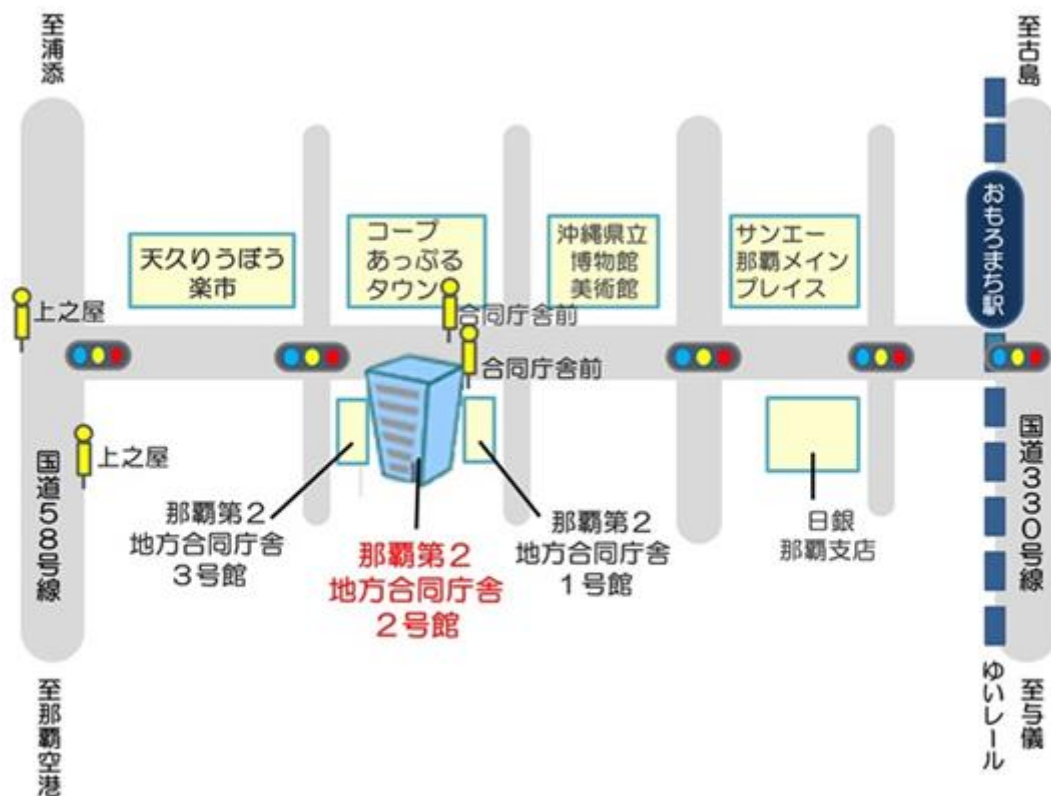 至浦添
至古島
おもろまち駅
天久りうぼう
楽市
コープ
あっぷる
タウン
沖縄県立
博物館
美術館
サンエー
那覇メイン
プレイス
上之屋
合同庁舎前
合同庁舎前
上之屋
国道58号線
国道330号線
那覇第2
地方合同庁舎
3号館
那覇第2
地方合同庁舎
2号館
那覇第2
地方合同庁舎
1号館
日銀
那覇支店
至那覇空港
ゆいレール
至与儀